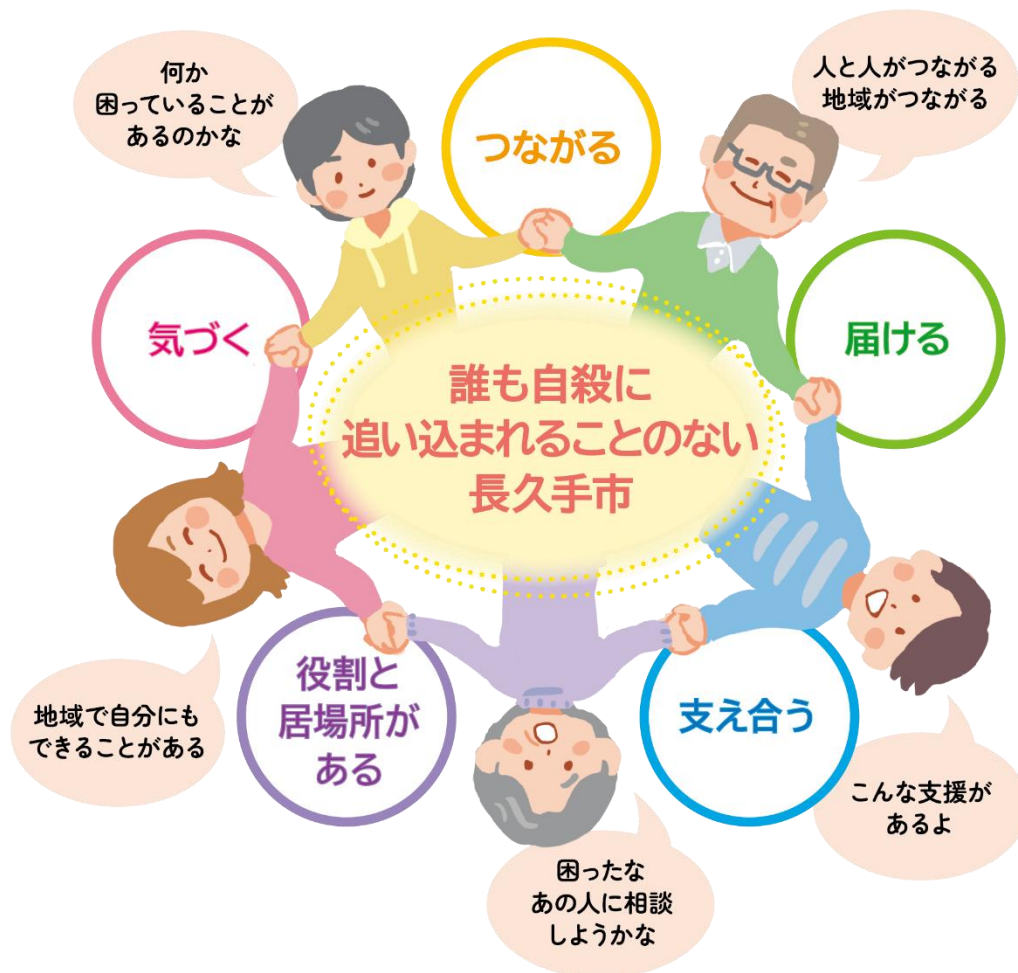 何か
困っていることが
あるのかな
つながる
人と人がつながる
地域がつながる
気づく
届ける
誰も自殺に
追い込まれることのない
長久手市
役割と
居場所が
ある
支え合う
地域で自分にも
できることがある
こんな支援が
あるよ
困ったな
あの人に相談
しようかな